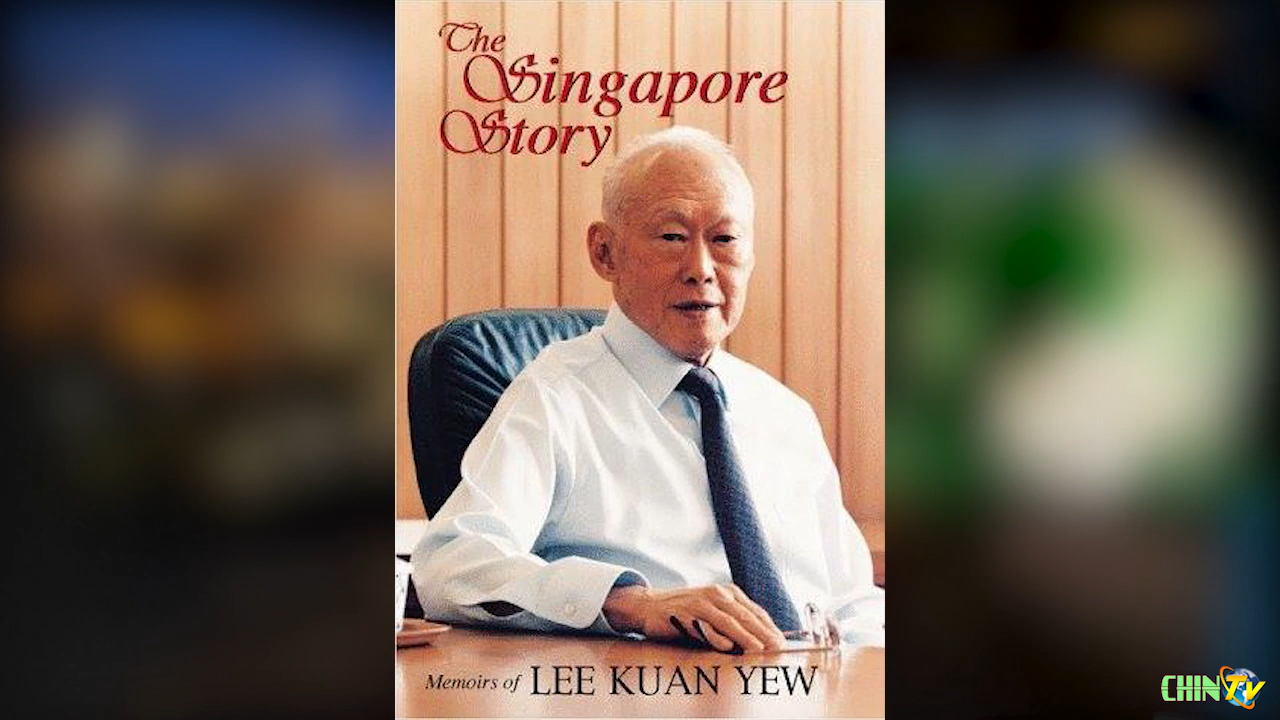 The
Singapore
Story
Memoirs of LEE KUAN YEW
CHINTV